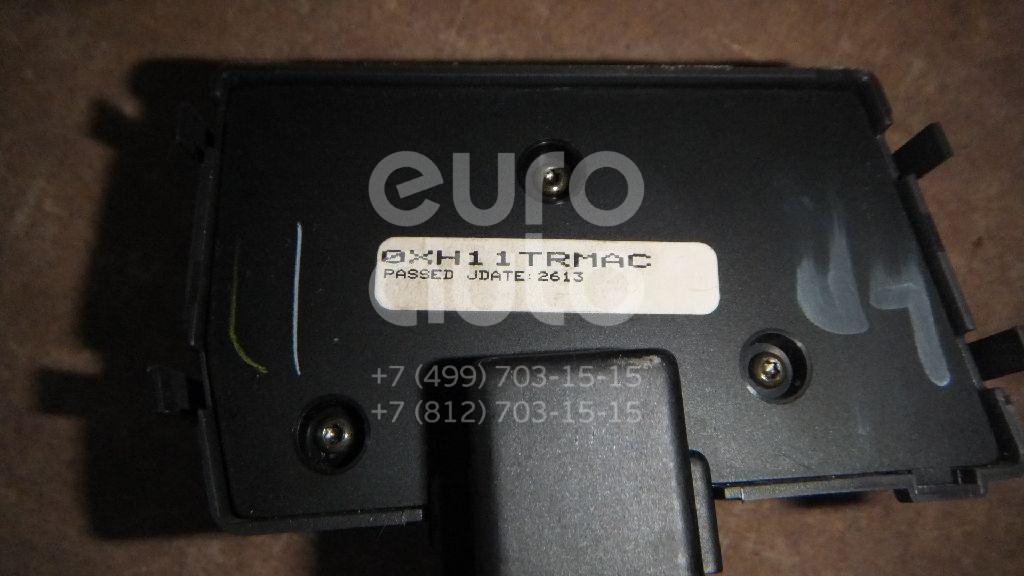 euro
0XH11TRMAC
PASSED JDATE:2613
auto
+7 (499) 703-15-15
+7 (812) 703-15-15